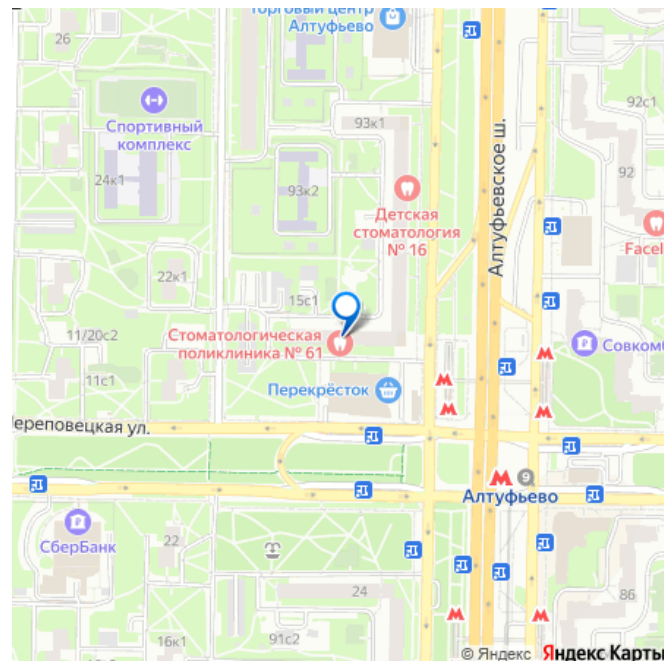 Торговый центр
Алтуфьево
26
92с1
Спортивный
комплекс
93к1
92
24к1
93к2
Детская
стоматология
№ 16
Алтуфьевское ш.
Facel
22к1
15с1
11/20с2
Стоматологическая
поликлиника № 61
Совкомб
11с1
Перекрёсток
Череповецкая ул.
9
Алтуфьево
СберБанк
22
24
86
16к1
91с2
© Яндекс Яндекс Карты